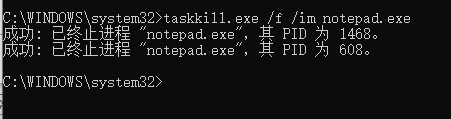 C:\WINDOWS\system32>taskkill.exe /f /im notepad.exe
成功: 已终止进程 "notepad.exe"，其 PID 为 1468。
成功: 已终止进程 "notepad.exe"，其 PID 为 608。
C:\WINDOWS\system32>